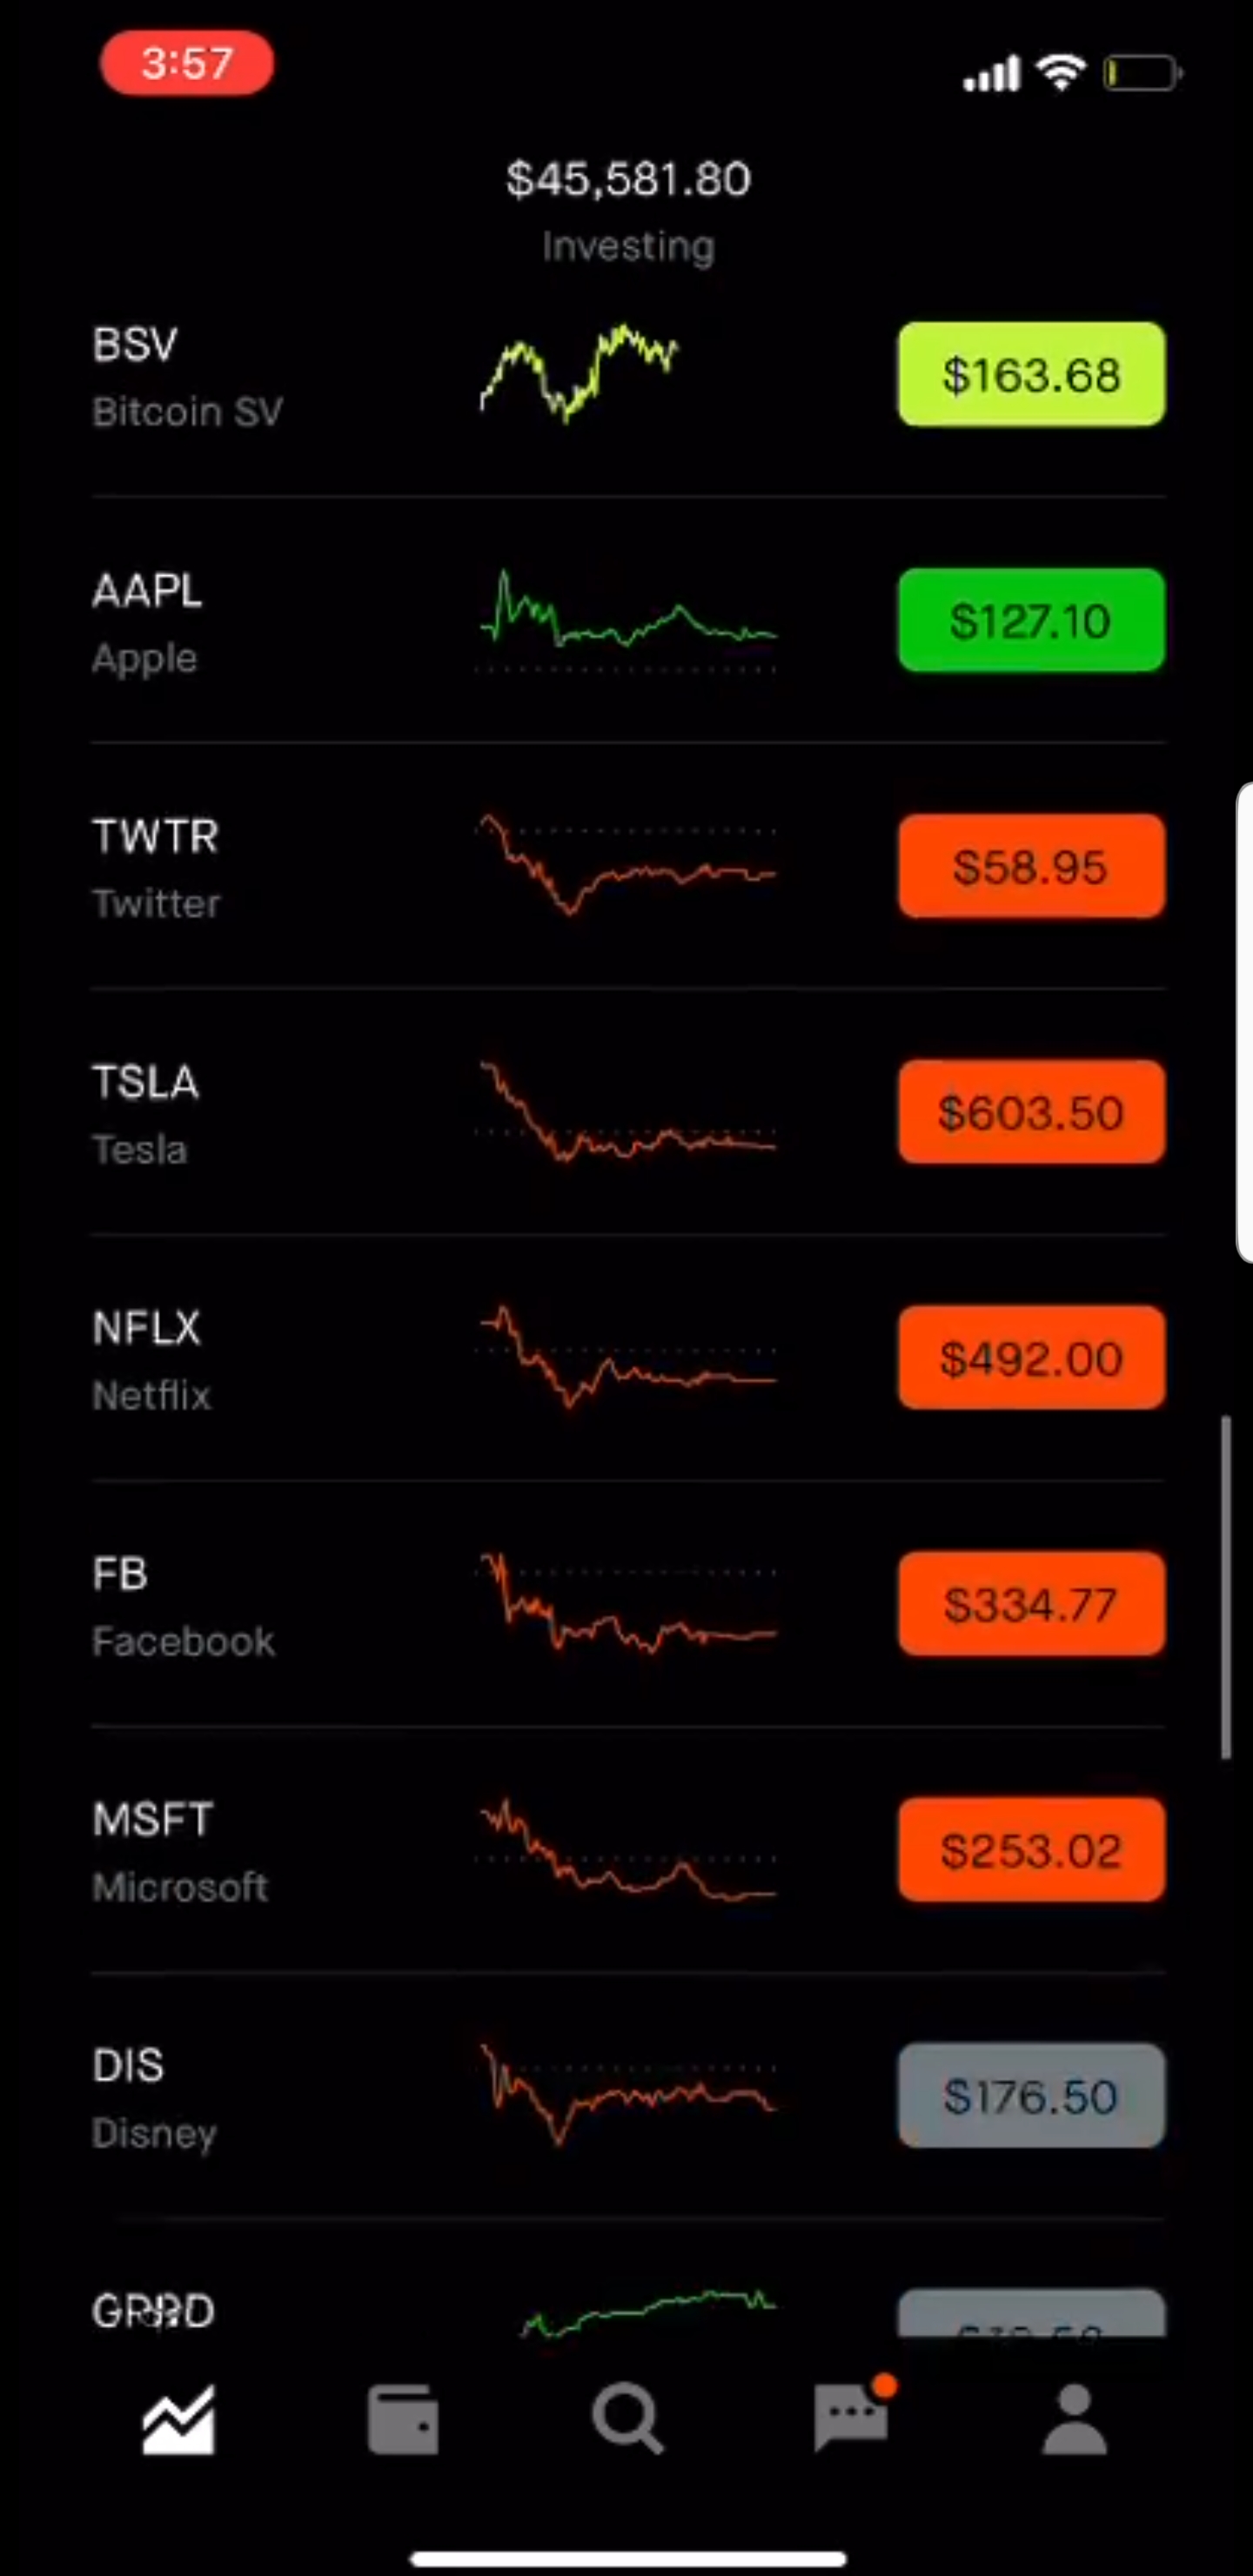 3:57
$45,581.80
Investing
BSV
$163.68
Bitcoin SV
AAPL
$127.10
Apple
TWTR
$58.95
Twitter
TSLA
$603.50
Tesla
NFLX
$492.00
Netflix
FB
$334.77
Facebook
MSFT
$253.02
Microsoft
DIS
$176.50
Disney